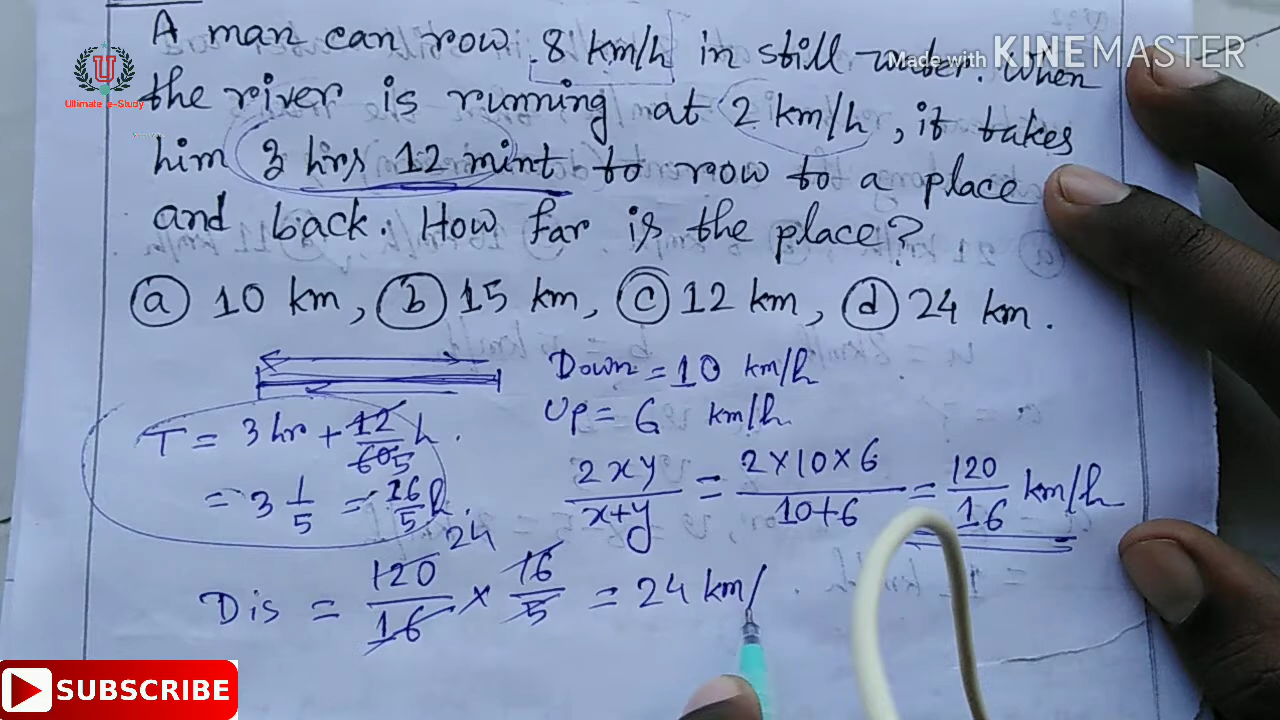 Made with KINEMASTER
U
Ultimate e-Study
A man can row 8 km/h in still water. When
the river is running at 2 km/h, it takes
him 3 hrs 12 mint to row to a place
and back. How far is the place?
(a) 10 km, (b) 15 km, (c) 12 km, (d) 24 km.
Down = 10 km/h
Up = 6 km/h
T = 3 hr + 12/60 5 h.
= 3 1/5 = 16/5 h.
2xy/x+y = 2×10×6/10+6 = 120/16 km/h
Dis = 120/16 × 16/5 = 24 km/
24
SUBSCRIBE